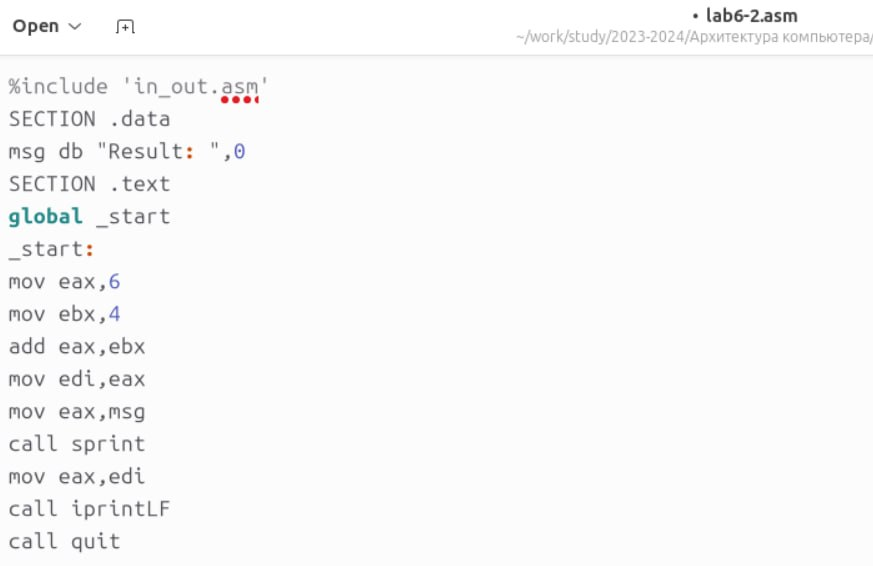 Open
• lab6-2.asm
~/work/study/2023-2024/Архитектура компьютера/
%include 'in_out.asm'
SECTION .data
msg db "Result: ",0
SECTION .text
global _start
_start:
mov eax,6
mov ebx,4
add eax,ebx
mov edi,eax
mov eax,msg
call sprint
mov eax,edi
call iprintLF
call quit